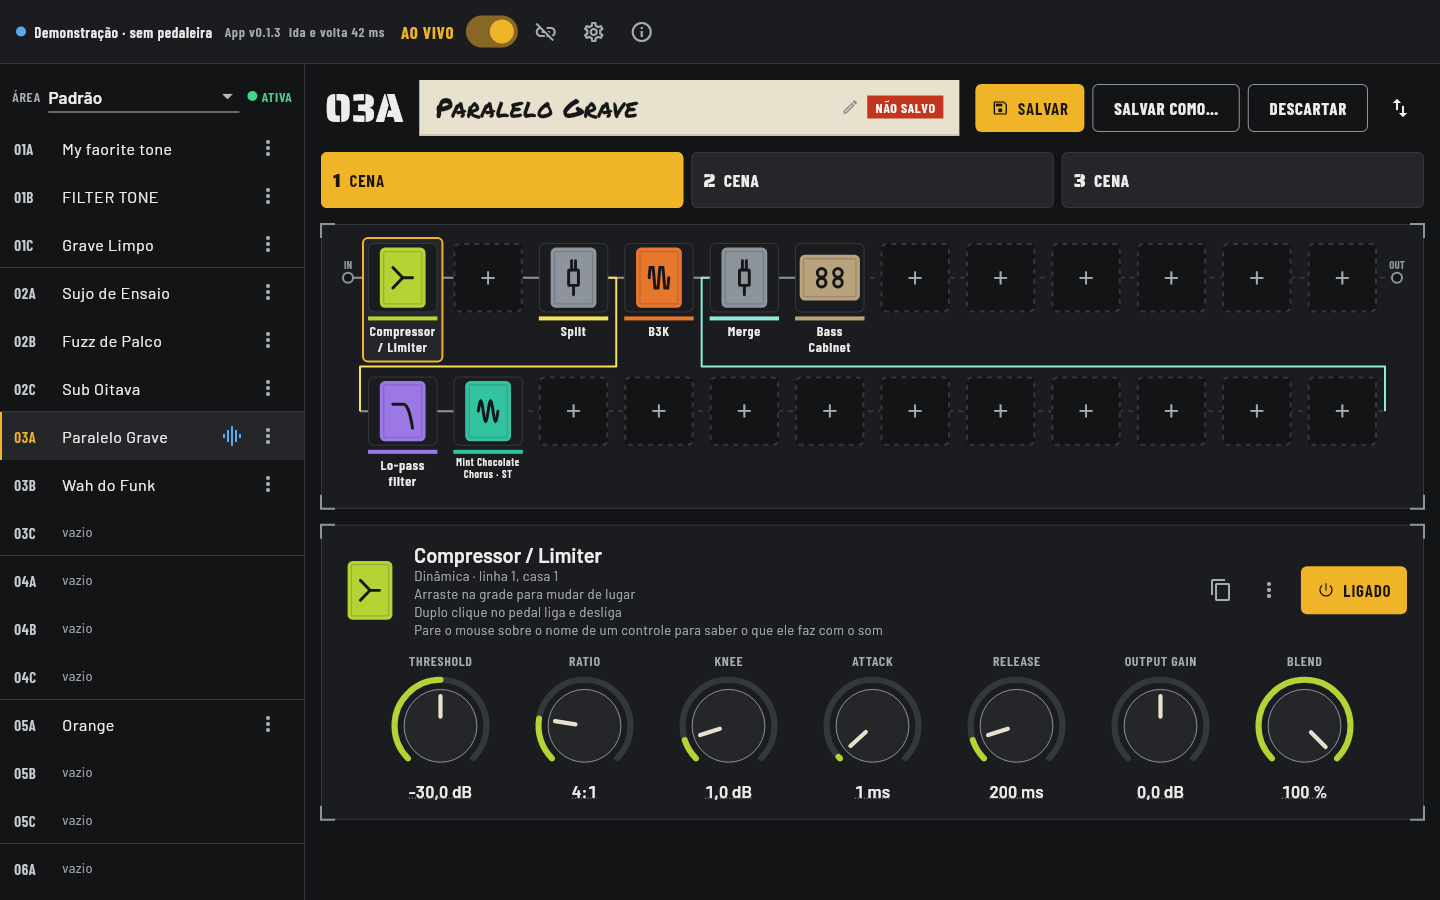 Demonstração · sem pedaleira App v0.1.3 Ida e volta 42 ms AO VIVO
ÁREA Padrão ATIVA
01A My faorite tone
01B FILTER TONE
01C Grave Limpo
02A Sujo de Ensaio
02B Fuzz de Palco
02C Sub Oitava
03A Paralelo Grave
03B Wah do Funk
03C vazio
04A vazio
04B vazio
04C vazio
05A Orange
05B vazio
05C vazio
06A vazio
03A Paralelo Grave NÃO SALVO SALVAR SALVAR COMO... DESCARTAR
1 CENA
2 CENA
3 CENA
IN
88
OUT
Compressor
/ Limiter
Split
B3K
Merge
Bass
Cabinet
Lo-pass
filter
Mint Chocolate
Chorus · ST
Compressor / Limiter
Dinâmica · linha 1, casa 1
Arraste na grade para mudar de lugar
Duplo clique no pedal liga e desliga
Pare o mouse sobre o nome de um controle para saber o que ele faz com o som
LIGADO
THRESHOLD RATIO KNEE ATTACK RELEASE OUTPUT GAIN BLEND
-30,0 dB 4:1 1,0 dB 1 ms 200 ms 0,0 dB 100 %